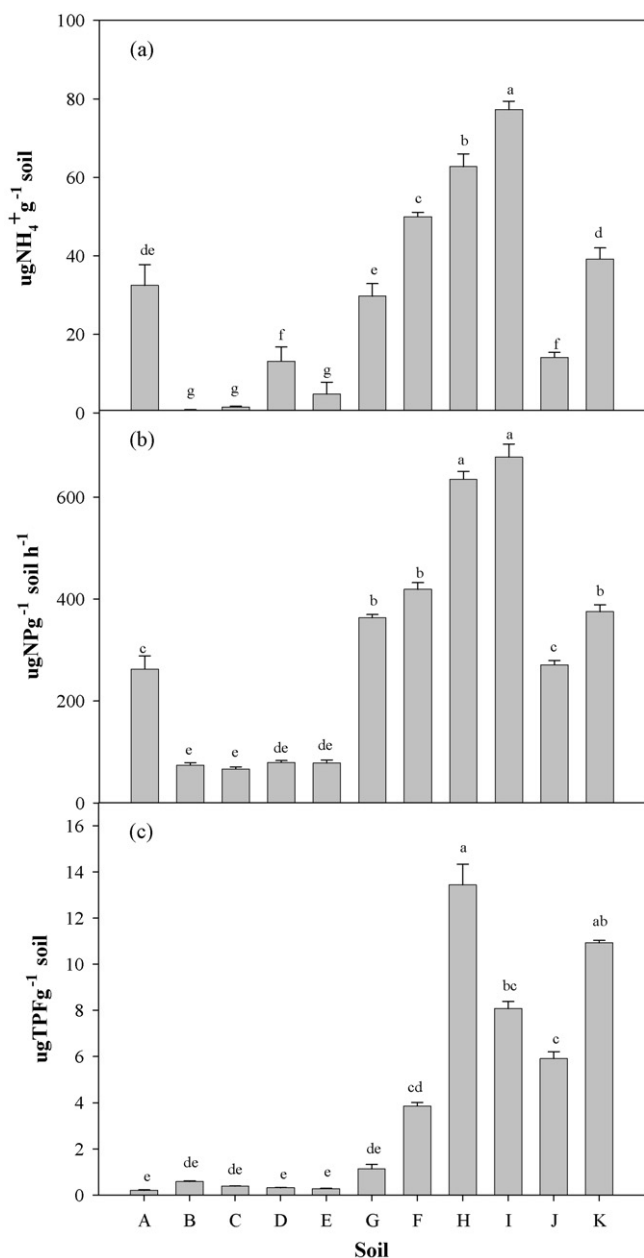 (a)
ugNH₄⁺g⁻¹ soil
100
80
60
40
20
0
de
g
g
f
g
e
c
b
a
f
d
(b)
ugNPg⁻¹ soil h⁻¹
600
400
200
0
c
e
e
de
de
b
b
a
a
c
b
(c)
ugTPFg⁻¹ soil
16
14
12
10
8
6
4
2
0
e
de
de
e
e
de
cd
a
bc
c
ab
A B C D E G F H I J K
Soil